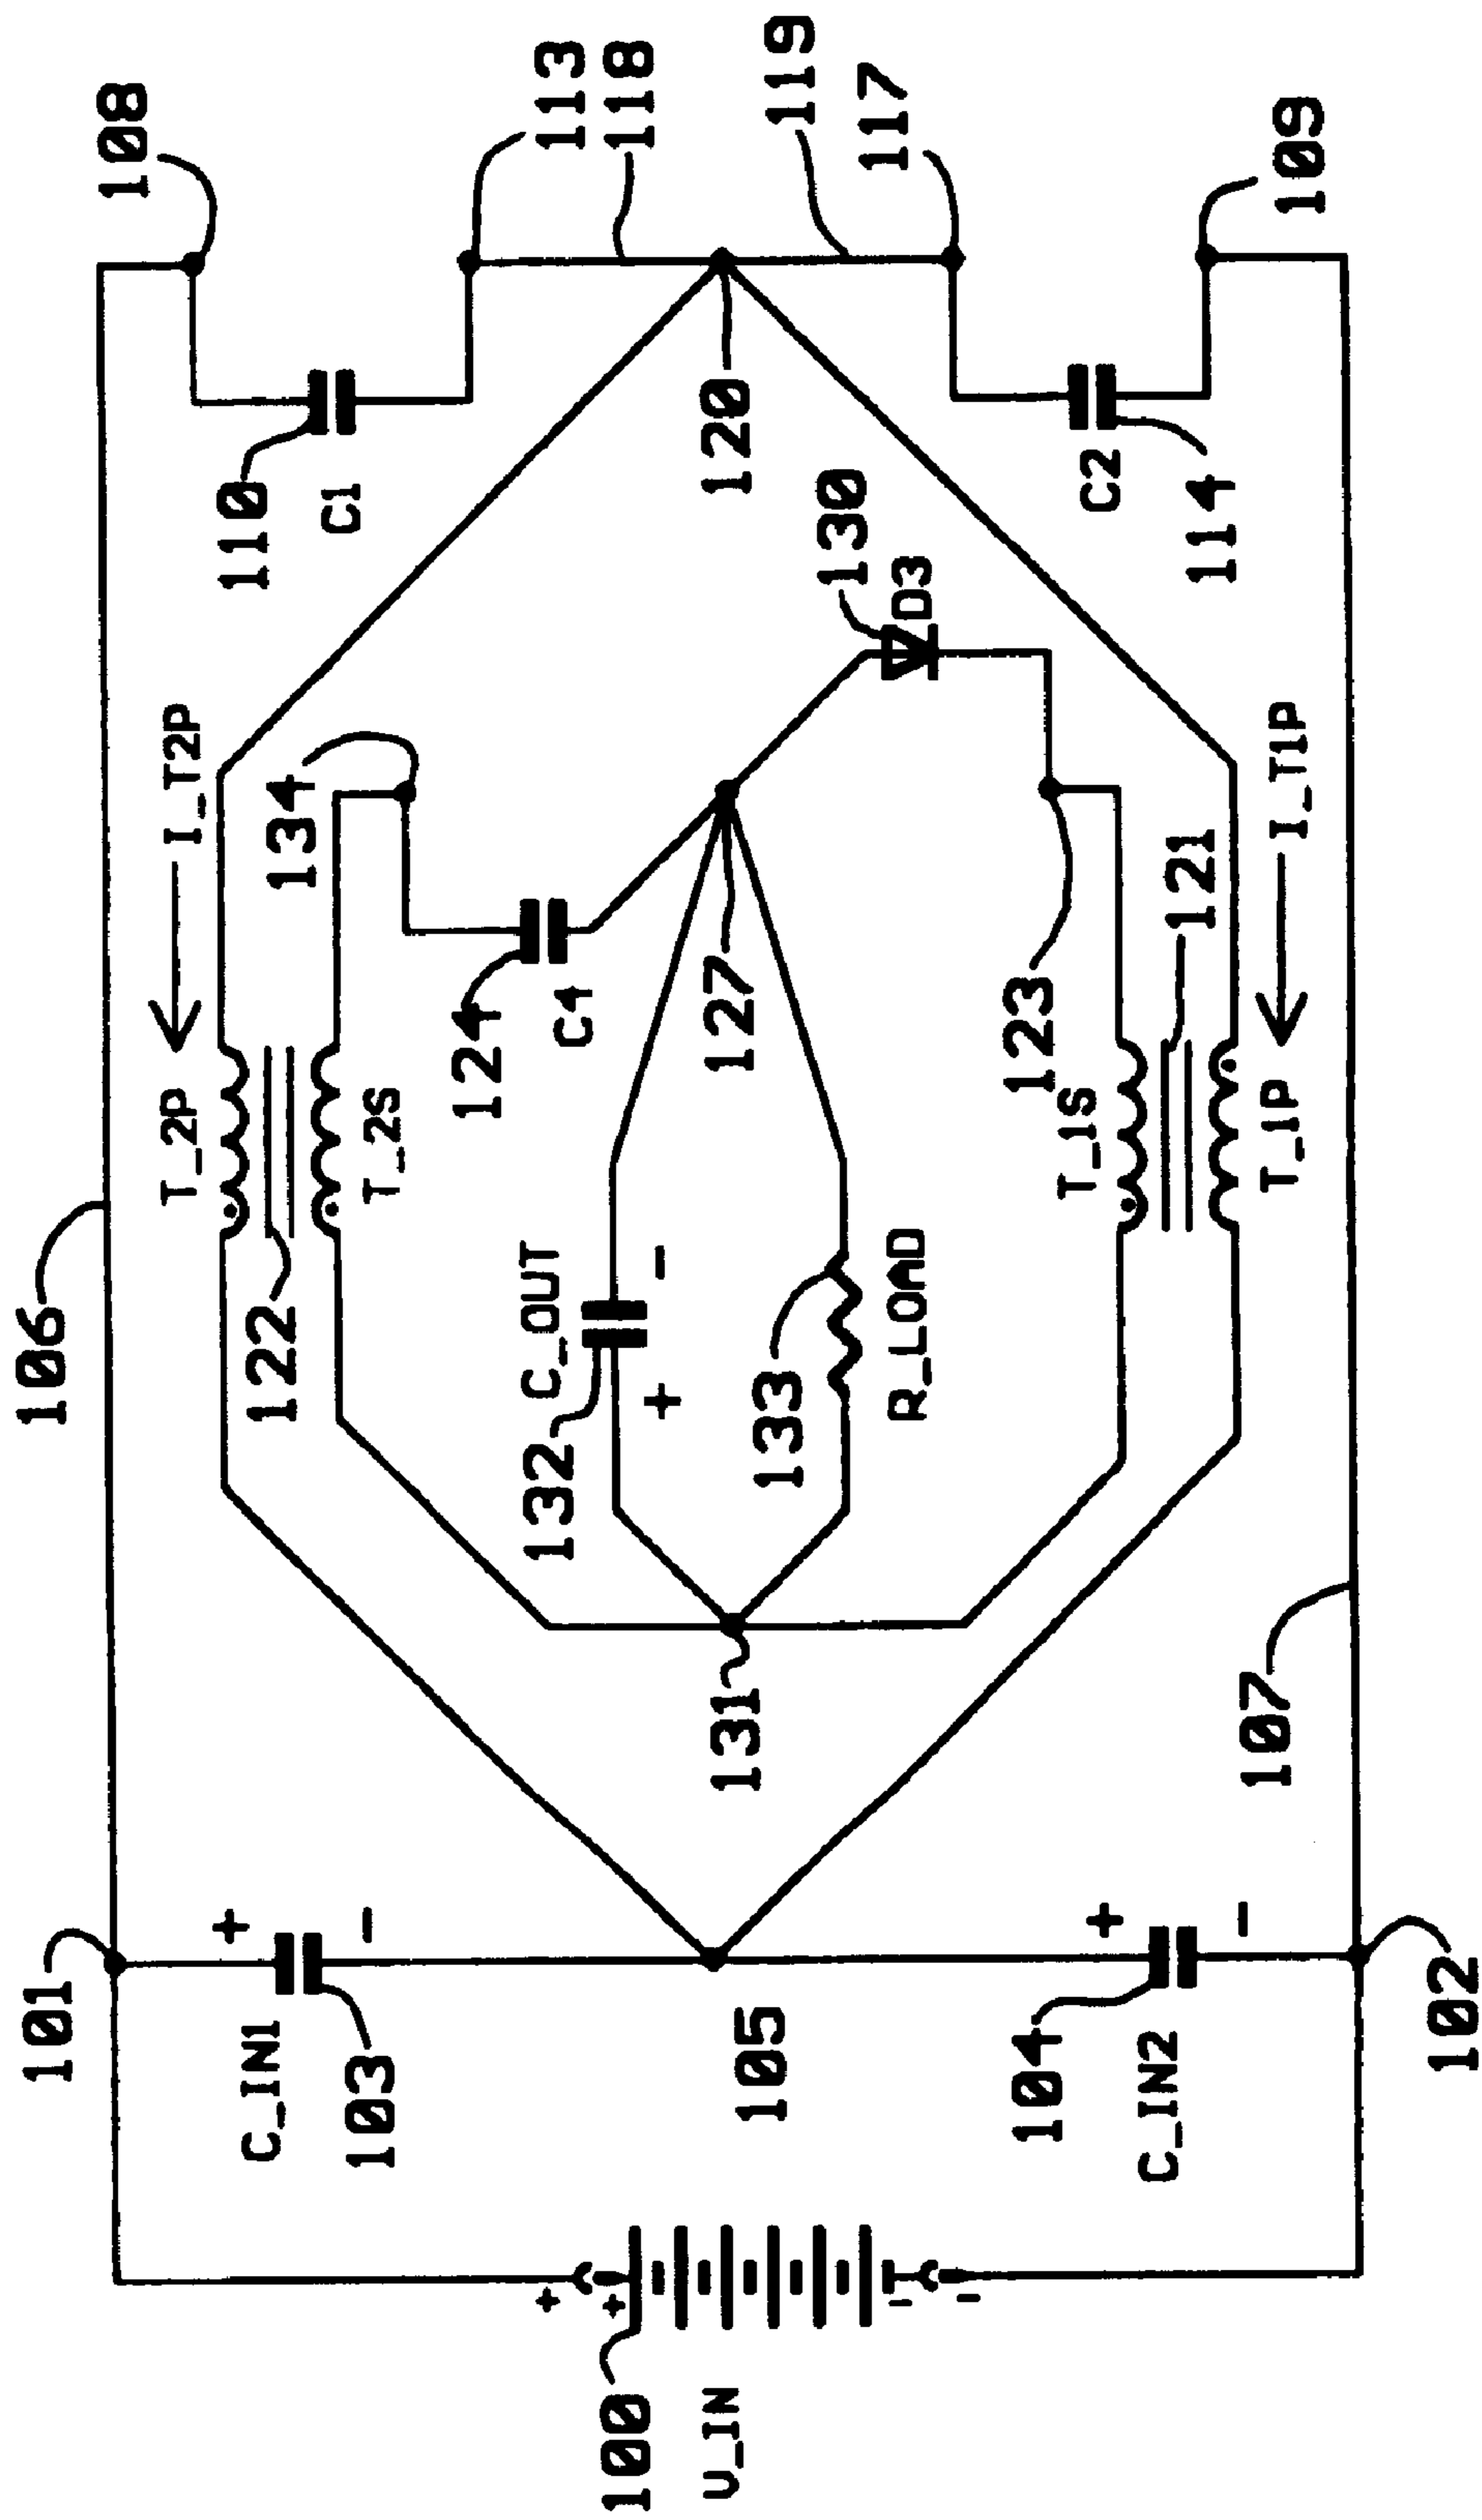 101
106
108
T_2P
I_T2P
+
C_IN1
122
134
110
C1
103
-
T_2S
124
113
C_OUT
132
C4
+
+
100
+
-
118
U_IN
105
131
127
120
133
119
130
117
-
R_LOAD
D3
-
104
123
+
T_1S
C2
C_IN2
121
114
-
107
T_1P
I_T1P
109
102